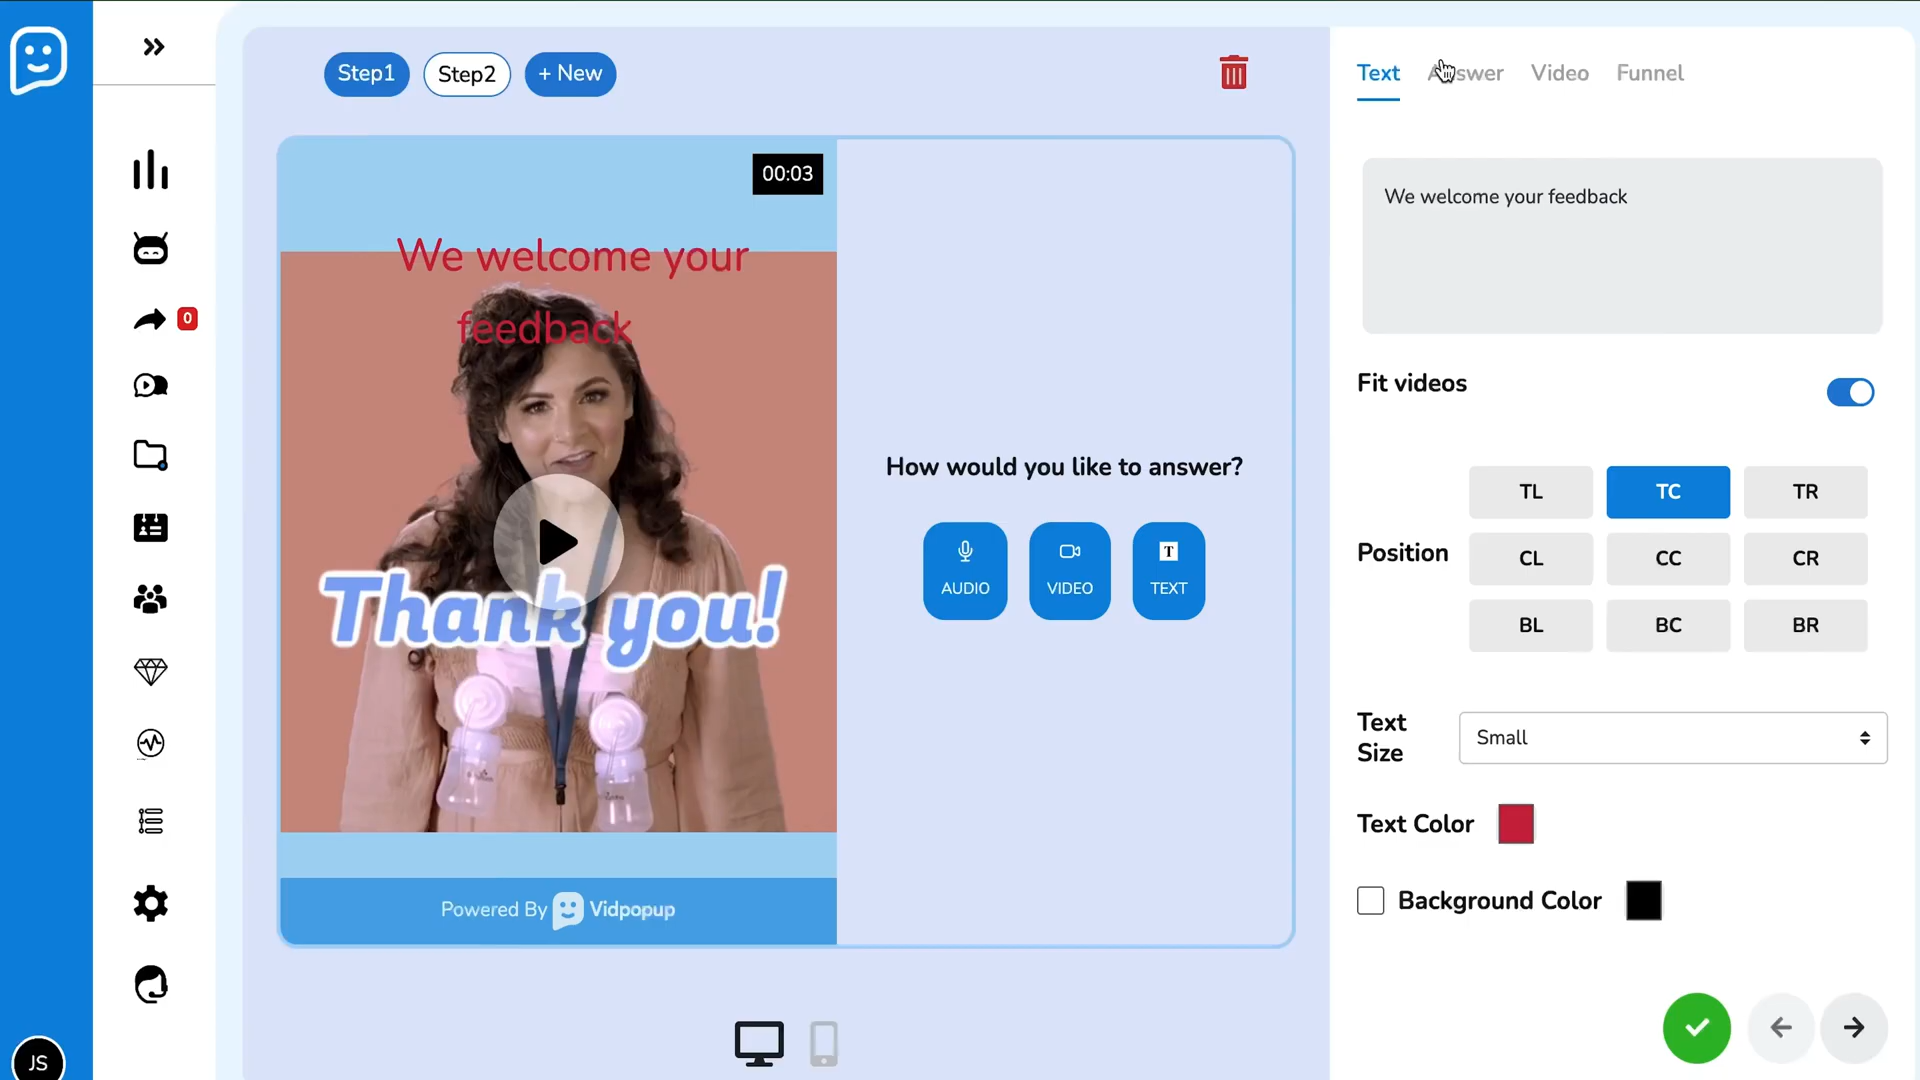 Step1 Step2 + New
Text Answer Video Funnel
00:03
We welcome your
feedback
Thank you!
Powered By Vidpopup
How would you like to answer?
AUDIO VIDEO T TEXT
We welcome your feedback
Fit videos
Position
TL TC TR
CL CC CR
BL BC BR
Text
Size
Small
Text Color
Background Color
0
JS